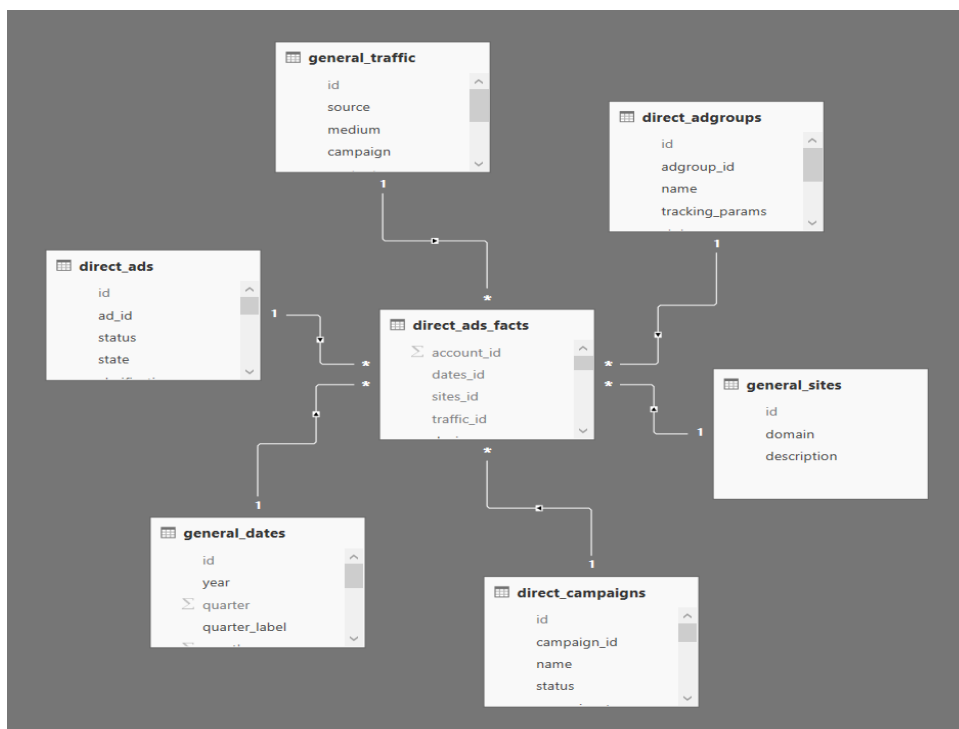 general_traffic
id
source
medium
campaign
1
*
direct_adgroups
id
adgroup_id
name
tracking_params
1
*
direct_ads
id
ad_id
status
state
1
*
direct_ads_facts
Σ account_id
dates_id
sites_id
traffic_id
general_sites
id
domain
description
1
*
general_dates
id
year
Σ quarter
quarter_label
1
*
direct_campaigns
id
campaign_id
name
status
1
*